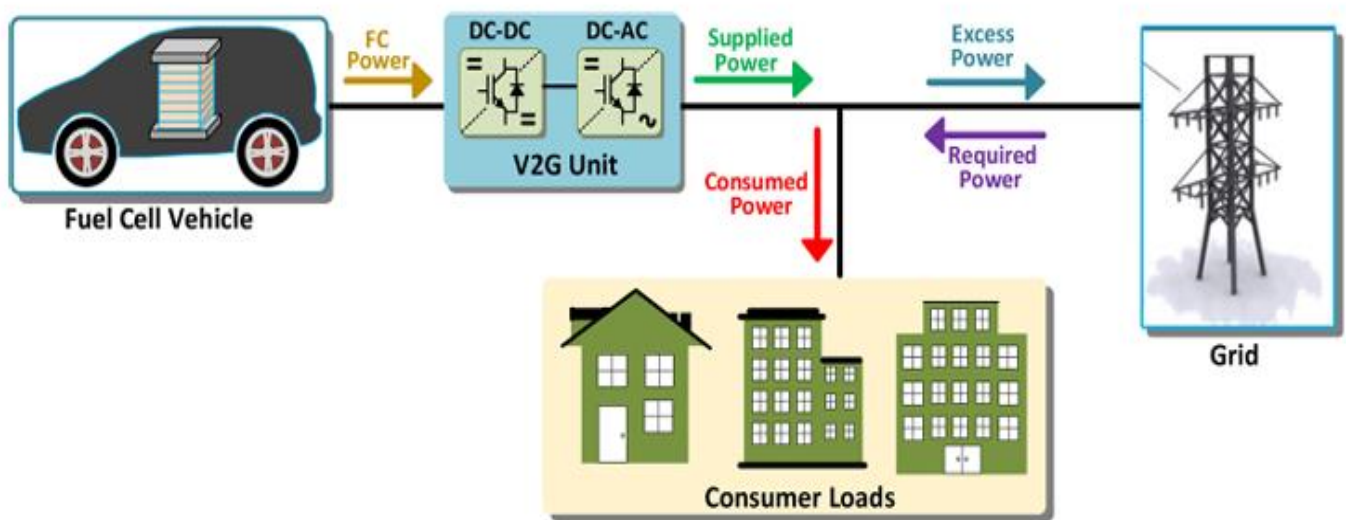 FC
Power
DC-DC
DC-AC
V2G Unit
Supplied
Power
Excess
Power
Consumed
Power
Required
Power
Fuel Cell Vehicle
Grid
Consumer Loads